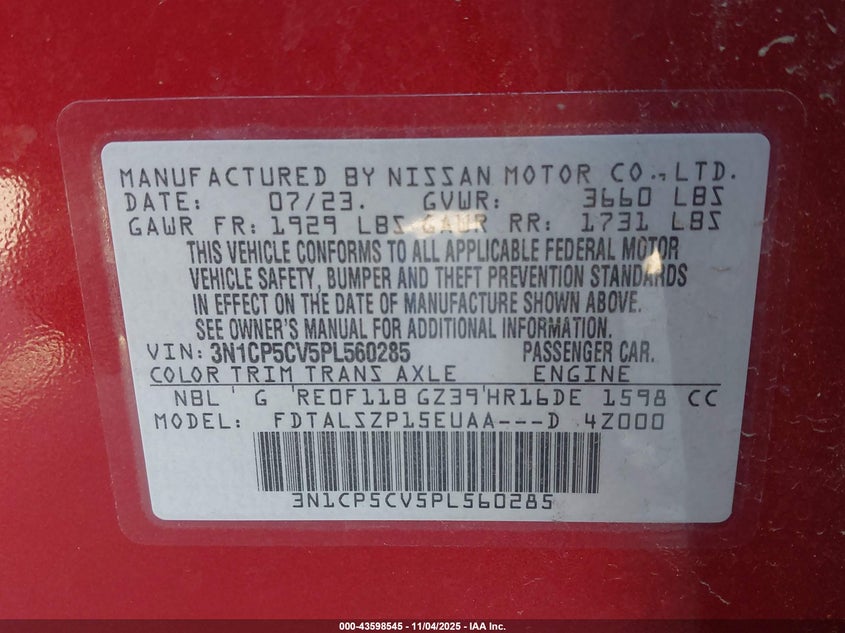 MANUFACTURED BY NISSAN MOTOR CO.,LTD.
DATE: 07/23. GVWR: 3660 LBS
GAWR FR: 1929 LBS GAWR RR: 1731 LBS
THIS VEHICLE CONFORMS TO ALL APPLICABLE FEDERAL MOTOR
VEHICLE SAFETY, BUMPER AND THEFT PREVENTION STANDARDS
IN EFFECT ON THE DATE OF MANUFACTURE SHOWN ABOVE.
SEE OWNER'S MANUAL FOR ADDITIONAL INFORMATION.
VIN: 3N1CP5CV5PL560285 PASSENGER CAR.
COLOR TRIM TRANS AXLE ENGINE
NBL ' G 'RE0F11B GZ39'HR16DE 1598 CC
MODEL: FDTALSZP15EUAA---D 4Z000
3N1CP5CV5PL560285
000-43598545 - 11/04/2025 - IAA Inc.